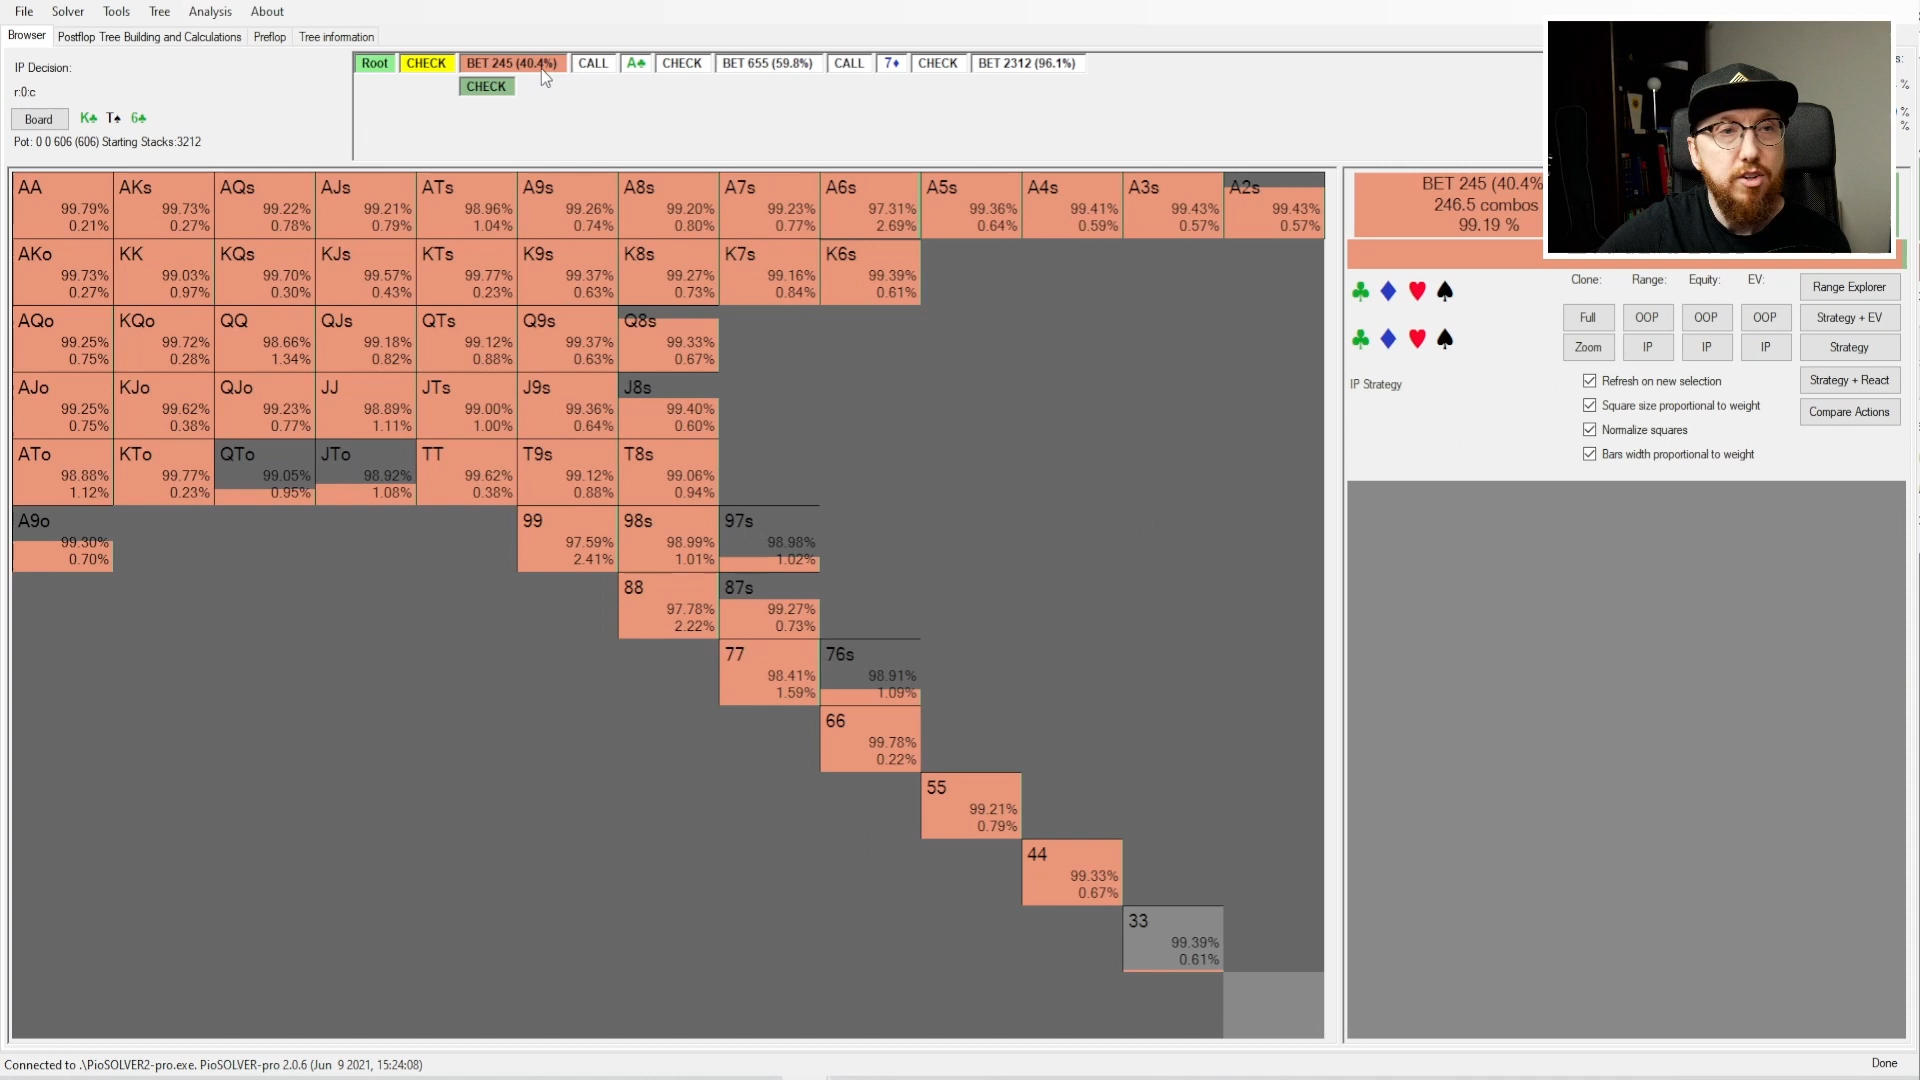 File Solver Tools Tree Analysis About
Browser Postflop Tree Building and Calculations Preflop Tree information
IP Decision:
r:0:c
Board K♣ T♠ 6♣
Pot: 0 0 606 (606) Starting Stacks:3212
Root CHECK BET 245 (40.4%) CALL A♣ CHECK BET 655 (59.8%) CALL 7♦ CHECK BET 2312 (96.1%)
CHECK
AA AKs AQs AJs ATs A9s A8s A7s A6s A5s A4s A3s A2s
99.79% 99.73% 99.22% 99.21% 98.96% 99.26% 99.20% 99.23% 97.31% 99.36% 99.41% 99.43% 99.43%
0.21% 0.27% 0.78% 0.79% 1.04% 0.74% 0.80% 0.77% 2.69% 0.64% 0.59% 0.57% 0.57%
AKo KK KQs KJs KTs K9s K8s K7s K6s
99.73% 99.03% 99.70% 99.57% 99.77% 99.37% 99.27% 99.16% 99.39%
0.27% 0.97% 0.30% 0.43% 0.23% 0.63% 0.73% 0.84% 0.61%
AQo KQo QQ QJs QTs Q9s Q8s
99.25% 99.72% 98.66% 99.18% 99.12% 99.37% 99.33%
0.75% 0.28% 1.34% 0.82% 0.88% 0.63% 0.67%
AJo KJo QJo JJ JTs J9s J8s
99.25% 99.62% 99.23% 98.89% 99.00% 99.36% 99.40%
0.75% 0.38% 0.77% 1.11% 1.00% 0.64% 0.60%
ATo KTo QTo JTo TT T9s T8s
98.88% 99.77% 99.05% 98.92% 99.62% 99.12% 99.06%
1.12% 0.23% 0.95% 1.08% 0.38% 0.88% 0.94%
A9o 99 98s 97s
99.30% 97.59% 98.99% 98.98%
0.70% 2.41% 1.01% 1.02%
88 87s
97.78% 99.27%
2.22% 0.73%
77 76s
98.41% 98.91%
1.59% 1.09%
66
99.78%
0.22%
55
99.21%
0.79%
44
99.33%
0.67%
33
99.39%
0.61%
BET 245 (40.4%
246.5 combos
99.19 %
s:
%
%
%
Clone: Range: Equity: EV: Range Explorer
Full OOP OOP OOP Strategy + EV
Zoom IP IP IP Strategy
IP Strategy
Refresh on new selection Strategy + React
Square size proportional to weight Compare Actions
Normalize squares
Bars width proportional to weight
Connected to .\PioSOLVER2-pro.exe. PioSOLVER-pro 2.0.6 (Jun 9 2021, 15:24:08) Done